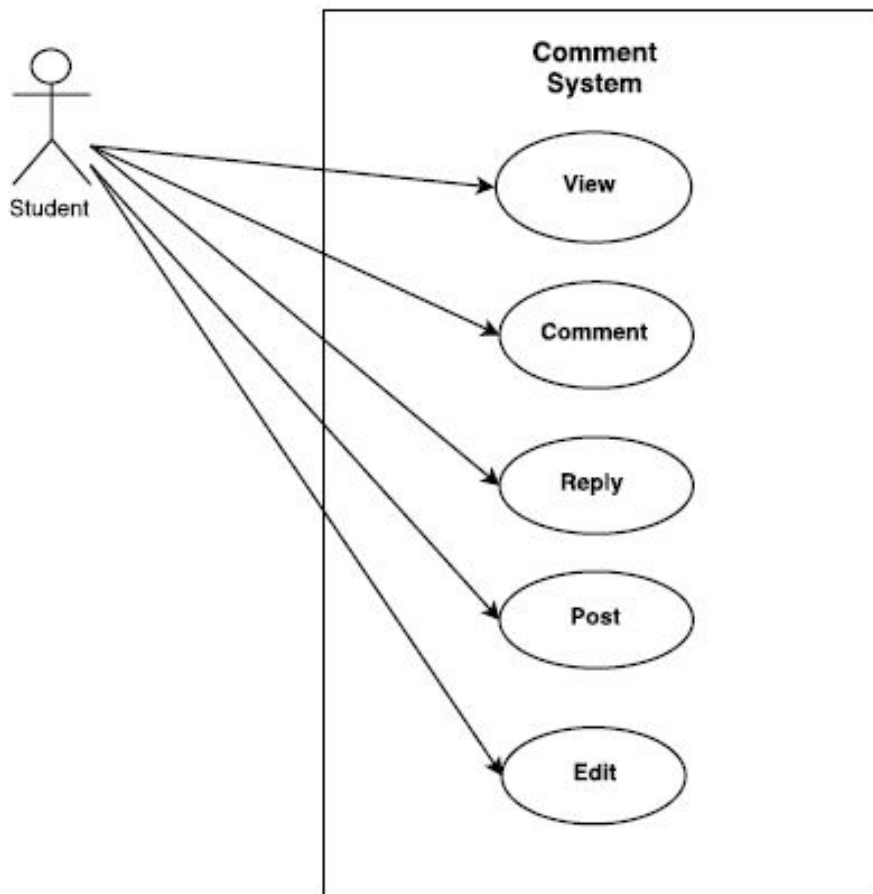 Comment
System
Student
View
Comment
Reply
Post
Edit